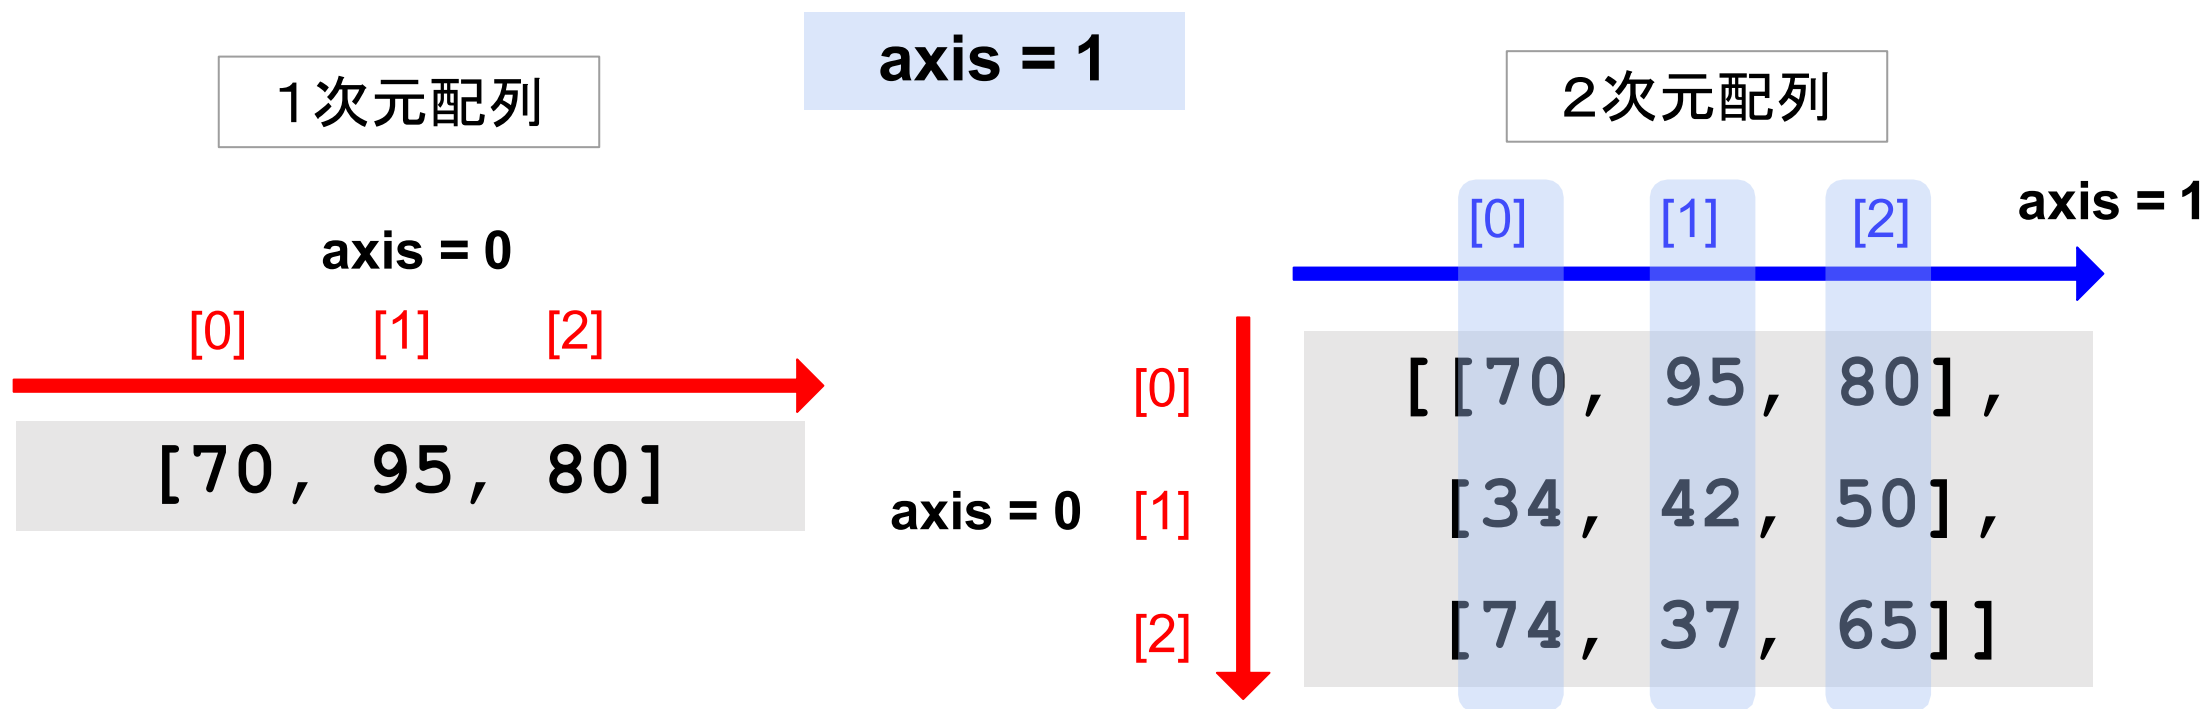 axis = 1
１次元配列
axis = 0
[0] [1] [2]
[70, 95, 80]
２次元配列
axis = 1
[0] [1] [2]
axis = 0
[0]
[1]
[2]
[[70, 95, 80],
[34, 42, 50],
[74, 37, 65]]